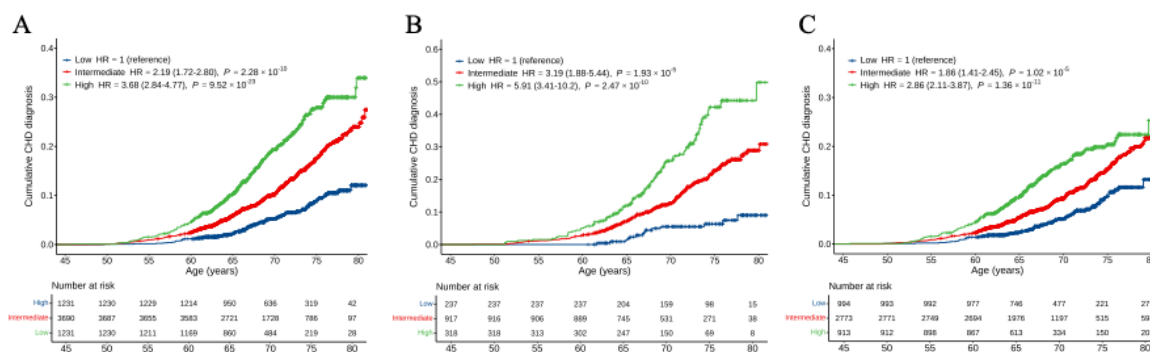 A
B
C
0.4
0.3
0.2
0.1
0.0
Cumulative CHD diagnosis
Low HR = 1 (reference)
Intermediate HR = 2.19 (1.72-2.80), P = 2.28 × 10
High HR = 3.68 (2.84-4.77), P = 9.52 × 10
45 50 55 60 65 70 75 80
Age (years)
Number at risk
High 1231 1230 1229 1214 950 636 319 42
Intermediate 3690 3687 3655 3583 2721 1728 786 97
Low 1231 1230 1211 1169 860 484 219 28
45 50 55 60 65 70 75 80
0.6
0.5
0.4
0.3
0.2
0.1
0.0
Cumulative CHD diagnosis
Low HR = 1 (reference)
Intermediate HR = 3.19 (1.88-5.44), P = 1.93 × 10
High HR = 5.91 (3.41-10.2), P = 2.47 × 10
45 50 55 60 65 70 75 80
Age (years)
Number at risk
Low 237 237 237 237 204 159 98 15
Intermediate 917 916 906 889 745 531 271 38
High 318 318 313 302 247 150 69 8
45 50 55 60 65 70 75 80
0.4
0.3
0.2
0.1
0.0
Cumulative CHD diagnosis
Low HR = 1 (reference)
Intermediate HR = 1.86 (1.41-2.45), P = 1.02 × 10
High HR = 2.86 (2.11-3.87), P = 1.36 × 10
45 50 55 60 65 70 75 80
Age (years)
Number at risk
Low 994 993 992 977 746 477 221 27
Intermediate 2773 2771 2749 2694 1976 1197 515 59
High 913 912 898 867 613 334 150 20
45 50 55 60 65 70 75 80